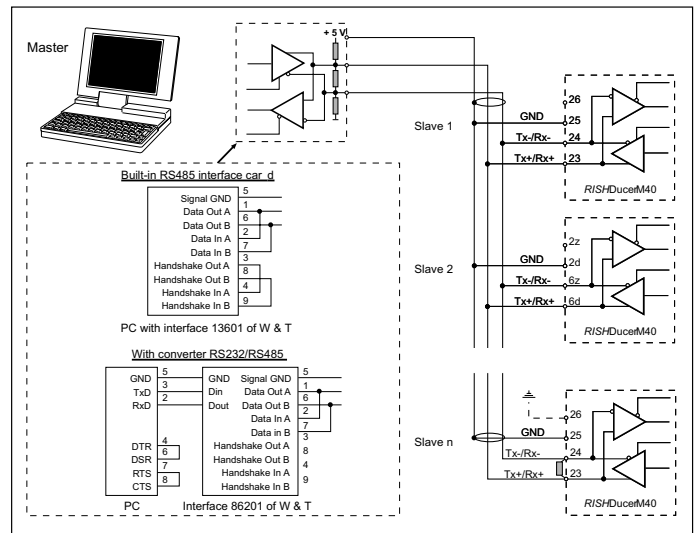 Master
+ 5 V
Built-in RS485 interface car d
Signal GND 5
Data Out A 1
Data Out B 6
Data In A 2
Data In B 7
Handshake Out A 3
Handshake Out B 8
Handshake In A 4
Handshake In B 9
PC with interface 13601 of W & T
With converter RS232/RS485
GND 5 GND Signal GND 5
TxD 3 Din Data Out A 1
RxD 2 Dout Data Out B 6
Data In A 2
Data in B 7
Handshake Out A 3
DTR 4 Handshake Out B 8
DSR 6 Handshake In A 4
RTS 7 Handshake In B 9
CTS 8
PC Interface 86201 of W & T
Slave 1
26
GND 25
Tx-/Rx- 24
Tx+/Rx+ 23
RISHDucerM40
Slave 2
2z
GND 2d
Tx-/Rx- 6z
Tx+/Rx+ 6d
RISHDucerM40
Slave n
26
GND 25
Tx-/Rx- 24
Tx+/Rx+ 23
RISHDucerM40